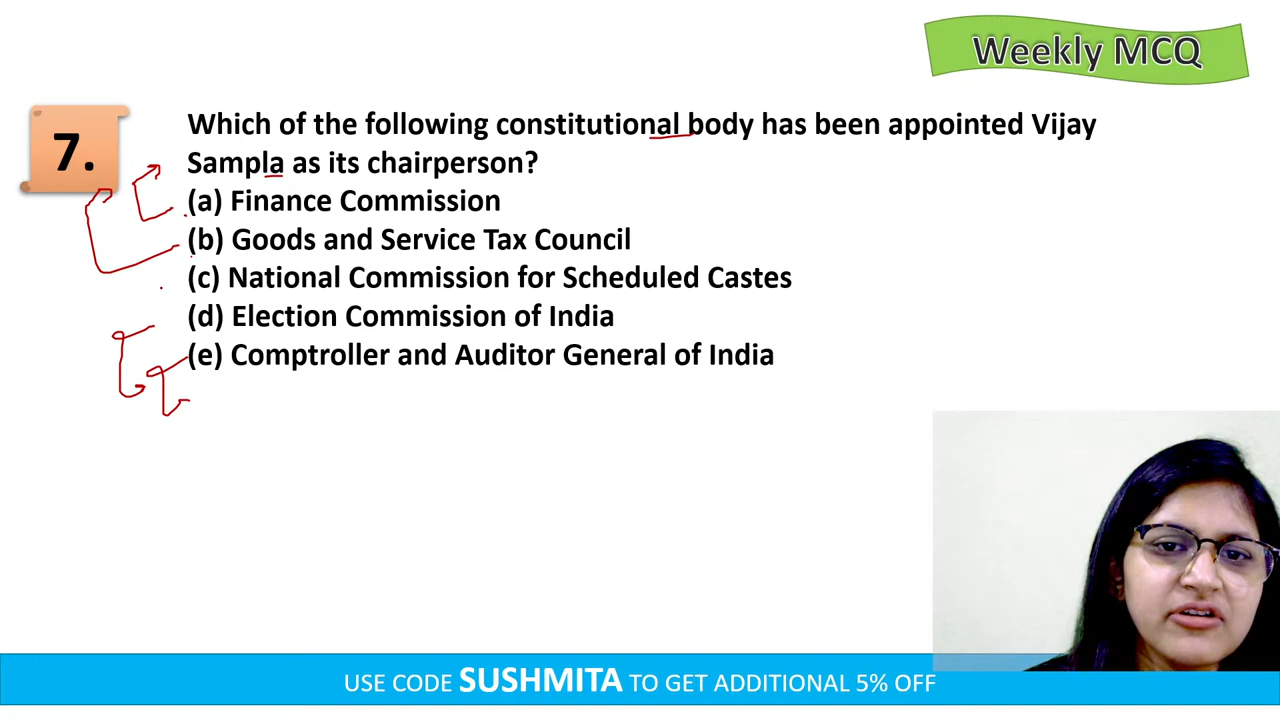 Weekly MCQ
7.
Which of the following constitutional body has been appointed Vijay
Sampla as its chairperson?
(a) Finance Commission
(b) Goods and Service Tax Council
(c) National Commission for Scheduled Castes
(d) Election Commission of India
(e) Comptroller and Auditor General of India
USE CODE SUSHMITA TO GET ADDITIONAL 5% OFF